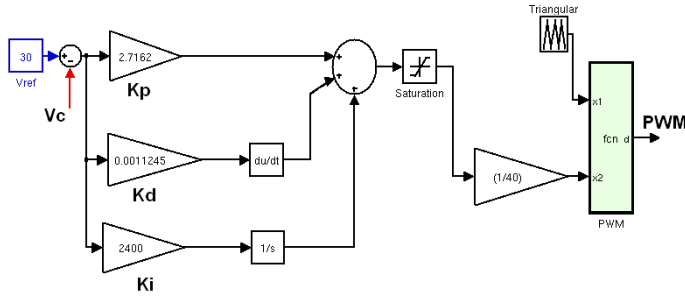 Triangular
30
+
-
2.7162
+
+
+
Vref
Kp
Saturation
Vc
x1
PWM
fcn d
0.0011245
du/dt
(1/40)
x2
Kd
PWM
2400
1/s
Ki